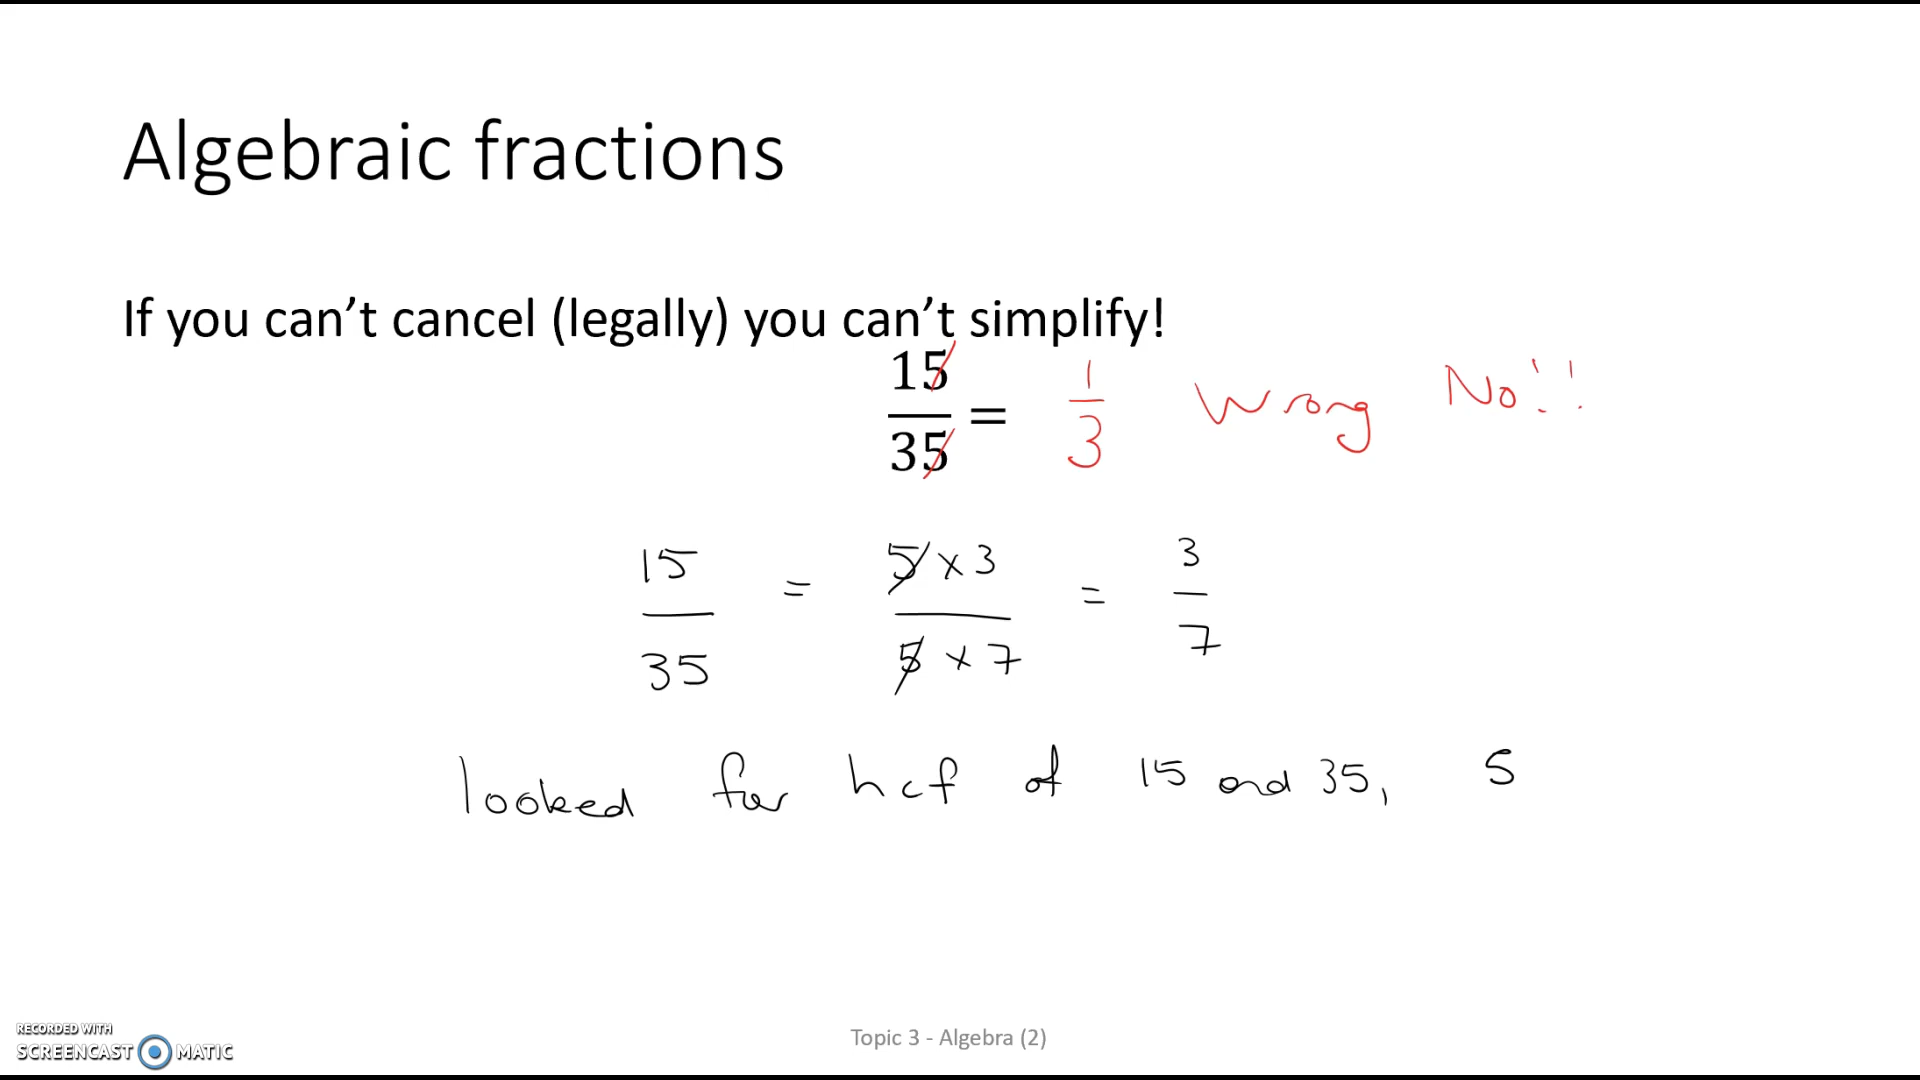 Algebraic fractions
If you can't cancel (legally) you can't simplify!
15/35 = 1/3 Wrong No!!
15/35 = 5 x 3/5 x 7 = 3/7
looked for hcf of 15 and 35, 5
Topic 3 - Algebra (2)
RECORDED WITH
SCREENCAST MATIC